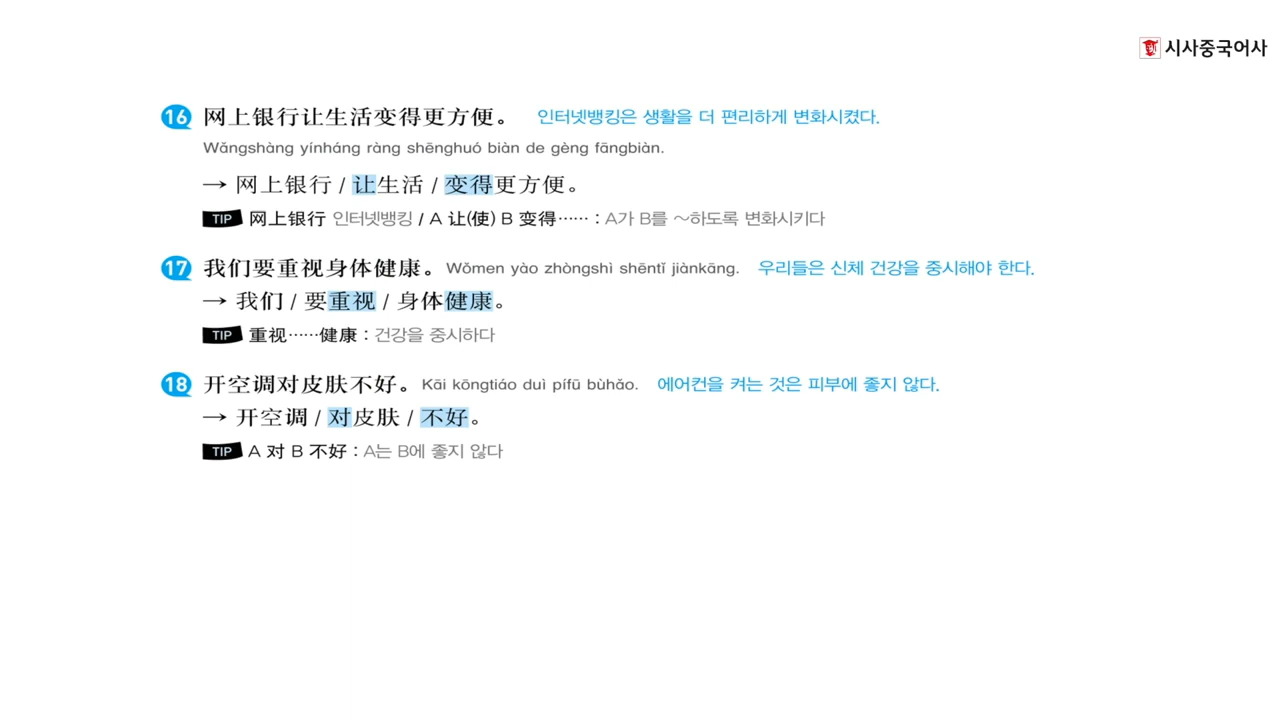 시사중국어사
16 网上银行让生活变得更方便。 인터넷뱅킹은 생활을 더 편리하게 변화시켰다.
Wǎngshàng yínháng ràng shēnghuó biàn de gèng fāngbiàn.
→ 网上银行 / 让生活 / 变得更方便。
TIP 网上银行 인터넷뱅킹 / A 让(使) B 变得…… : A가 B를 ~하도록 변화시키다
17 我们要重视身体健康。 Wǒmen yào zhòngshì shēntǐ jiànkāng. 우리들은 신체 건강을 중시해야 한다.
→ 我们 / 要重视 / 身体健康。
TIP 重视……健康 : 건강을 중시하다
18 开空调对皮肤不好。 Kāi kōngtiáo duì pífū bùhǎo. 에어컨을 켜는 것은 피부에 좋지 않다.
→ 开空调 / 对皮肤 / 不好。
TIP A 对 B 不好 : A는 B에 좋지 않다